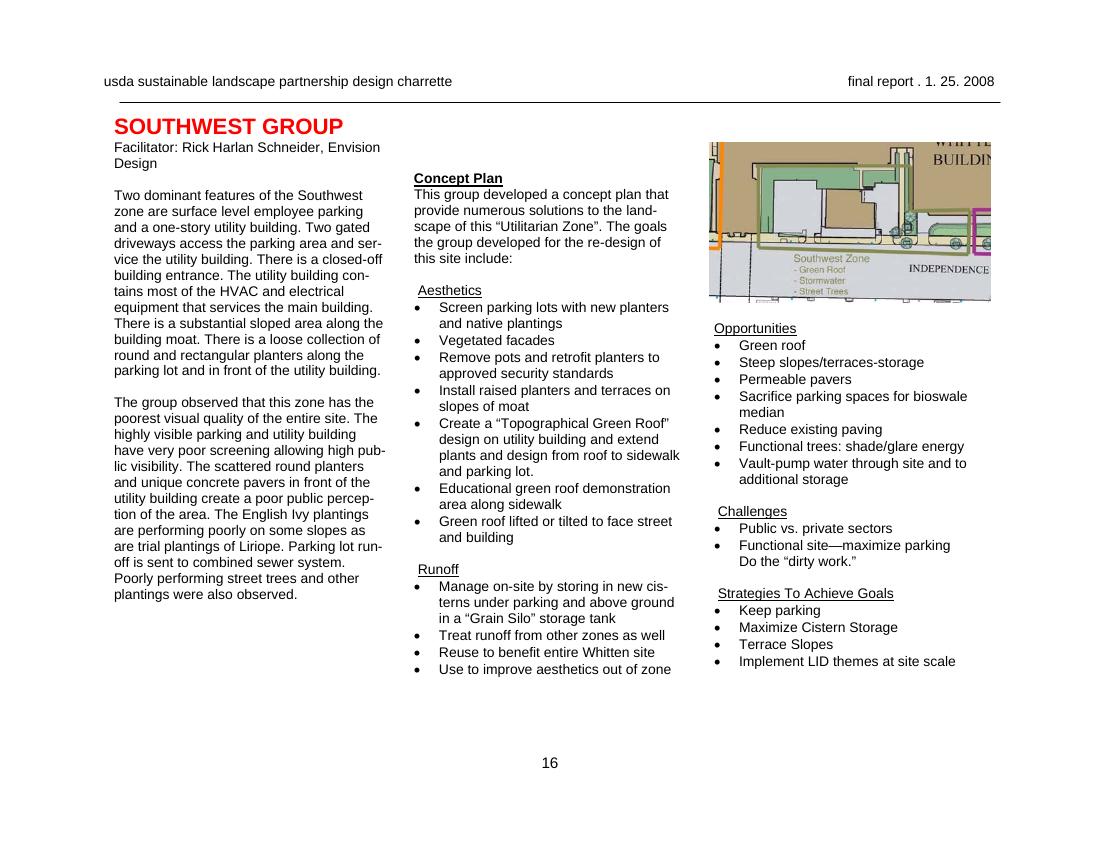 usda sustainable landscape partnership design charrette
final report . 1. 25. 2008
SOUTHWEST GROUP
Facilitator: Rick Harlan Schneider, Envision
Design
Two dominant features of the Southwest
zone are surface level employee parking
and a one-story utility building. Two gated
driveways access the parking area and ser-
vice the utility building. There is a closed-off
building entrance. The utility building con-
tains most of the HVAC and electrical
equipment that services the main building.
There is a substantial sloped area along the
building moat. There is a loose collection of
round and rectangular planters along the
parking lot and in front of the utility building.
The group observed that this zone has the
poorest visual quality of the entire site. The
highly visible parking and utility building
have very poor screening allowing high pub-
lic visibility. The scattered round planters
and unique concrete pavers in front of the
utility building create a poor public percep-
tion of the area. The English Ivy plantings
are performing poorly on some slopes as
are trial plantings of Liriope. Parking lot run-
off is sent to combined sewer system.
Poorly performing street trees and other
plantings were also observed.
Concept Plan
This group developed a concept plan that
provide numerous solutions to the land-
scape of this “Utilitarian Zone”. The goals
the group developed for the re-design of
this site include:
Aesthetics
• Screen parking lots with new planters
and native plantings
• Vegetated facades
• Remove pots and retrofit planters to
approved security standards
• Install raised planters and terraces on
slopes of moat
• Create a “Topographical Green Roof”
design on utility building and extend
plants and design from roof to sidewalk
and parking lot.
• Educational green roof demonstration
area along sidewalk
• Green roof lifted or tilted to face street
and building
Runoff
• Manage on-site by storing in new cis-
terns under parking and above ground
in a “Grain Silo” storage tank
• Treat runoff from other zones as well
• Reuse to benefit entire Whitten site
• Use to improve aesthetics out of zone
BUILDIN
Southwest Zone
- Green Roof
- Stormwater
- Street Trees
INDEPENDENCE
Opportunities
• Green roof
• Steep slopes/terraces-storage
• Permeable pavers
• Sacrifice parking spaces for bioswale
median
• Reduce existing paving
• Functional trees: shade/glare energy
• Vault-pump water through site and to
additional storage
Challenges
• Public vs. private sectors
• Functional site—maximize parking
Do the “dirty work.”
Strategies To Achieve Goals
• Keep parking
• Maximize Cistern Storage
• Terrace Slopes
• Implement LID themes at site scale
16